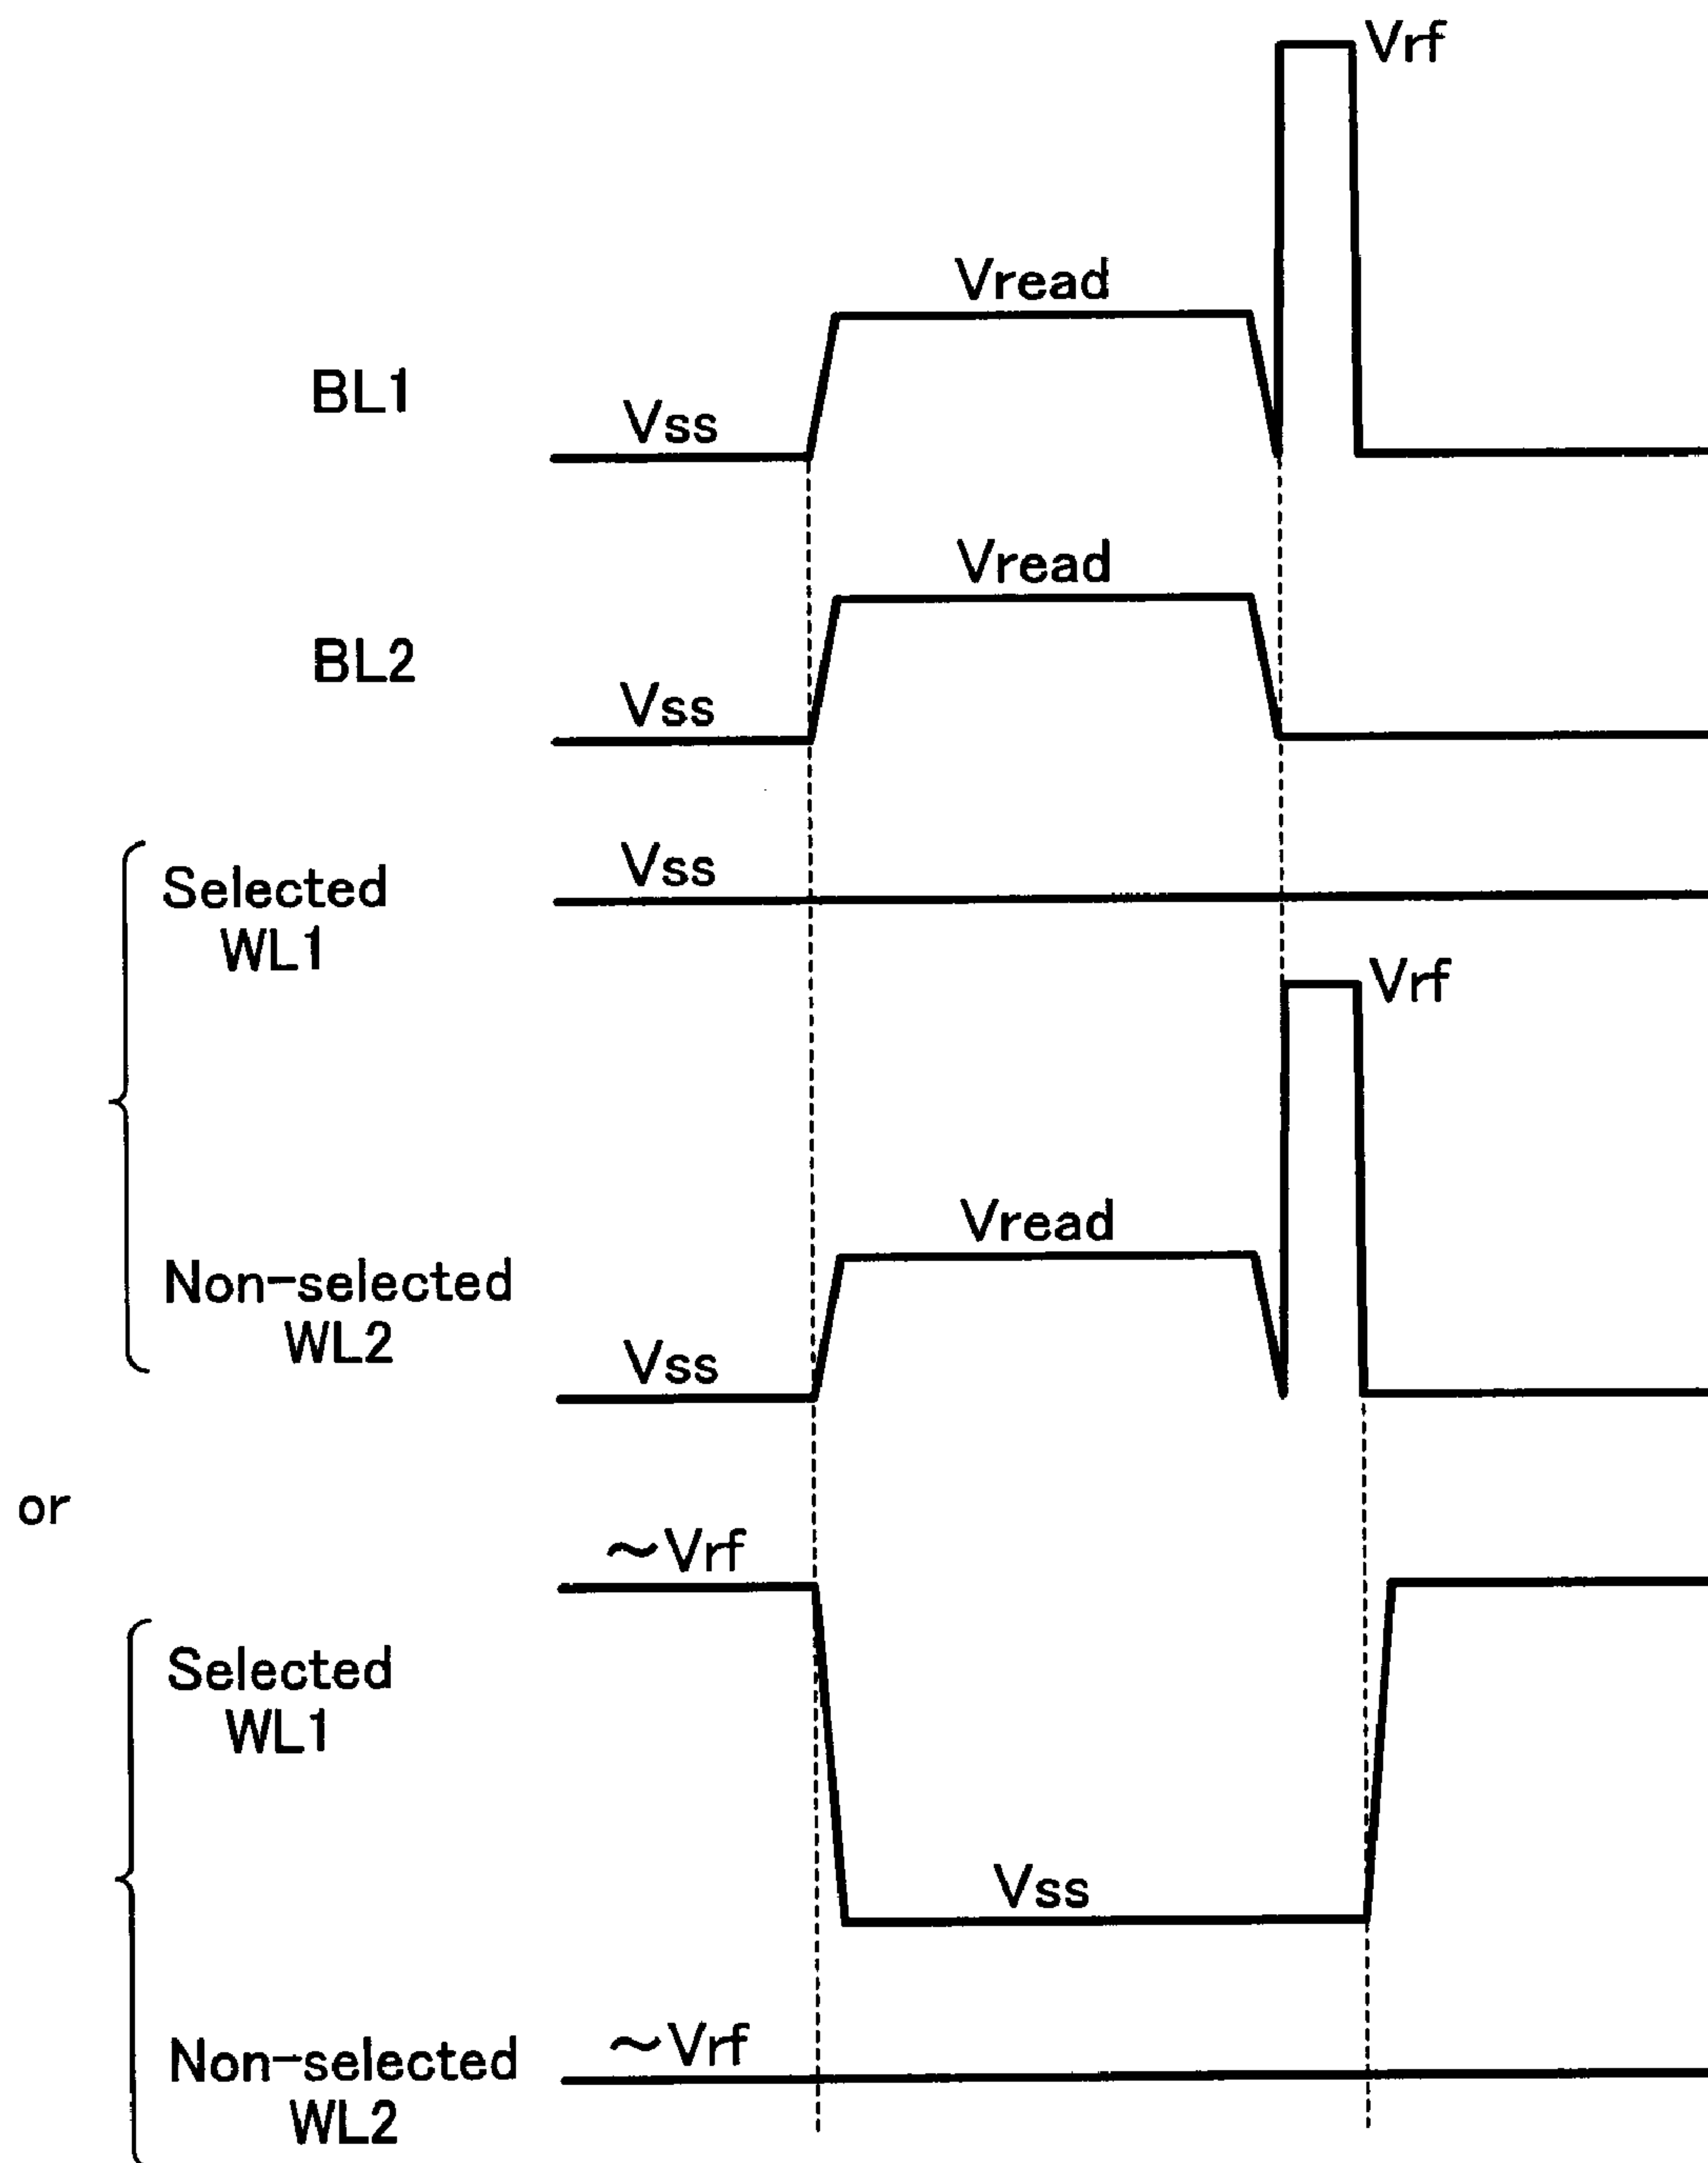 Vrf
Vread
BL1
Vss
Vread
BL2
Vss
Vss
Selected
WL1
Vrf
Vread
Non-selected
WL2
Vss
or
~Vrf
Selected
WL1
Vss
~Vrf
Non-selected
WL2